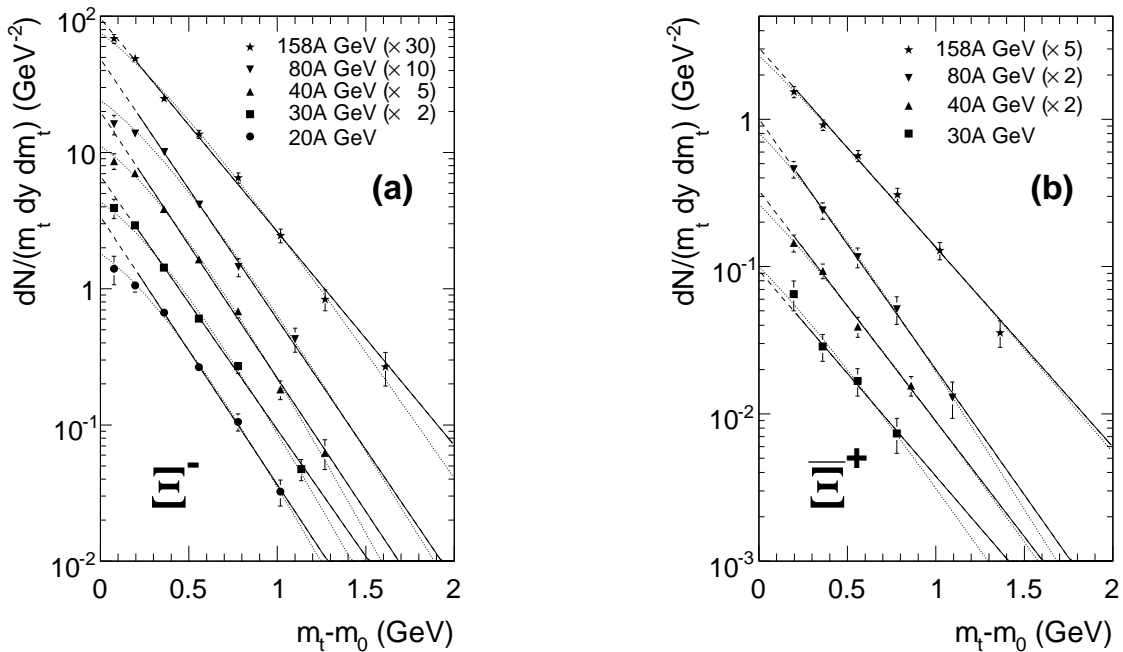 dN/(m_t dy dm_t) (GeV^-2)
10^2
10
1
10^-1
10^-2
158A GeV (× 30)
80A GeV (× 10)
40A GeV (× 5)
30A GeV (× 2)
20A GeV
(a)
Ξ^-
0 0.5 1 1.5 2
m_t-m_0 (GeV)
dN/(m_t dy dm_t) (GeV^-2)
1
10^-1
10^-2
10^-3
158A GeV (× 5)
80A GeV (× 2)
40A GeV (× 2)
30A GeV
(b)
Ξ̅^+
0 0.5 1 1.5 2
m_t-m_0 (GeV)